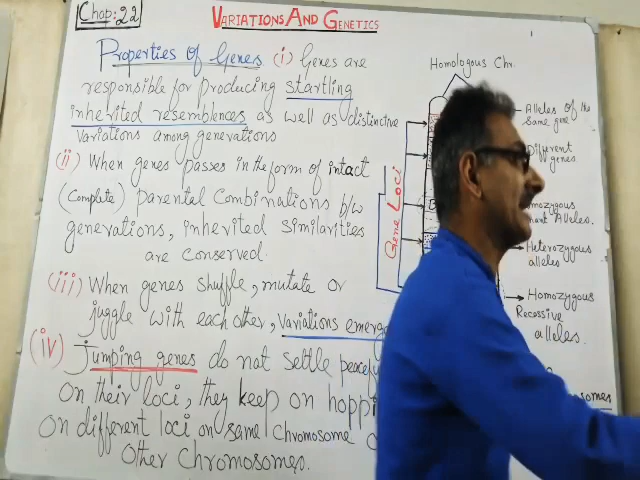 Chap: 22
VARIATIONS AND GENETICS
Properties of Genes (i) Genes are
responsible for producing startling
inherited resemblences as well as distinctive
variations among generations
(ii) When genes passes in the form of intact
(Complete) parental combinations b/w
generations, inherited similarities
are conserved.
(iii) When genes shuffle, mutate or
juggle with each other, variations emerg
(iv) Jumping genes do not settle peacef
on their loci, they keep on hoppi
on different loci on same chromosome
other chromosomes.
Homologous Chr.
Alleles of the
same gene
Different
genes
Gene Loci
Alleles.
Heterozygous
alleles
Homozygous
Recessive
alleles.